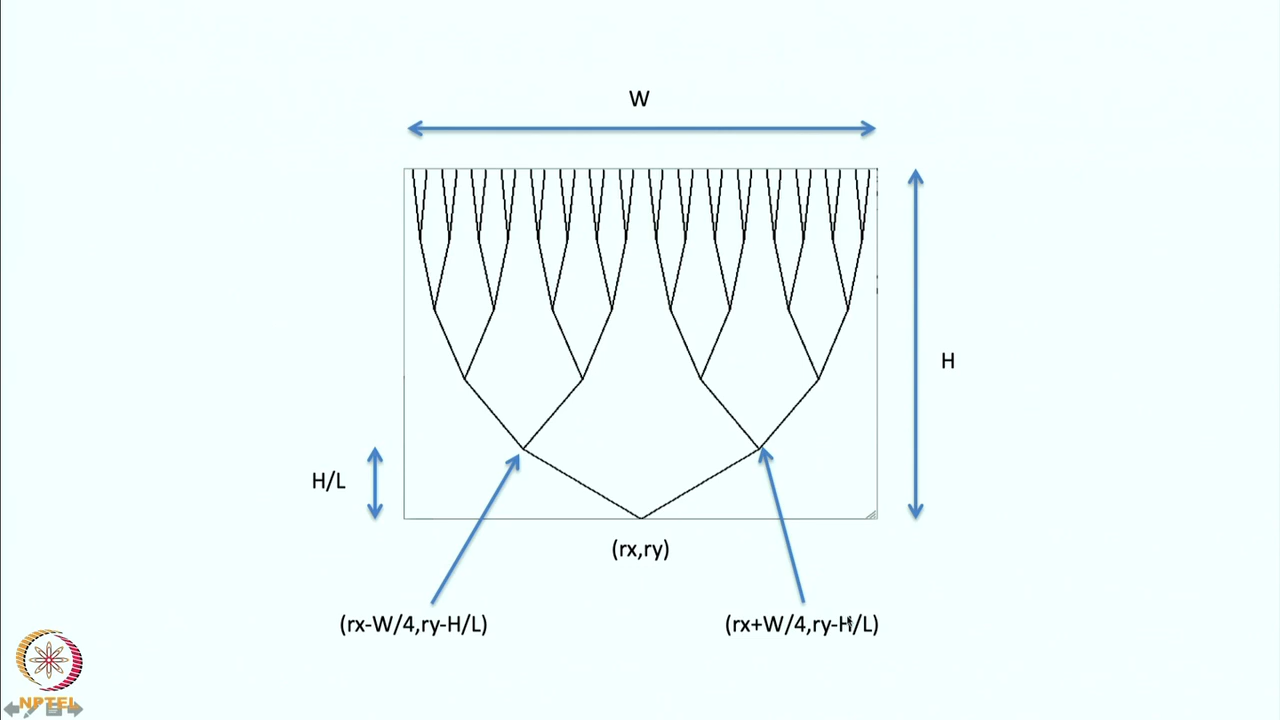 W
H
H/L
(rx,ry)
(rx-W/4,ry-H/L)
(rx+W/4,ry-H/L)
NPTEL